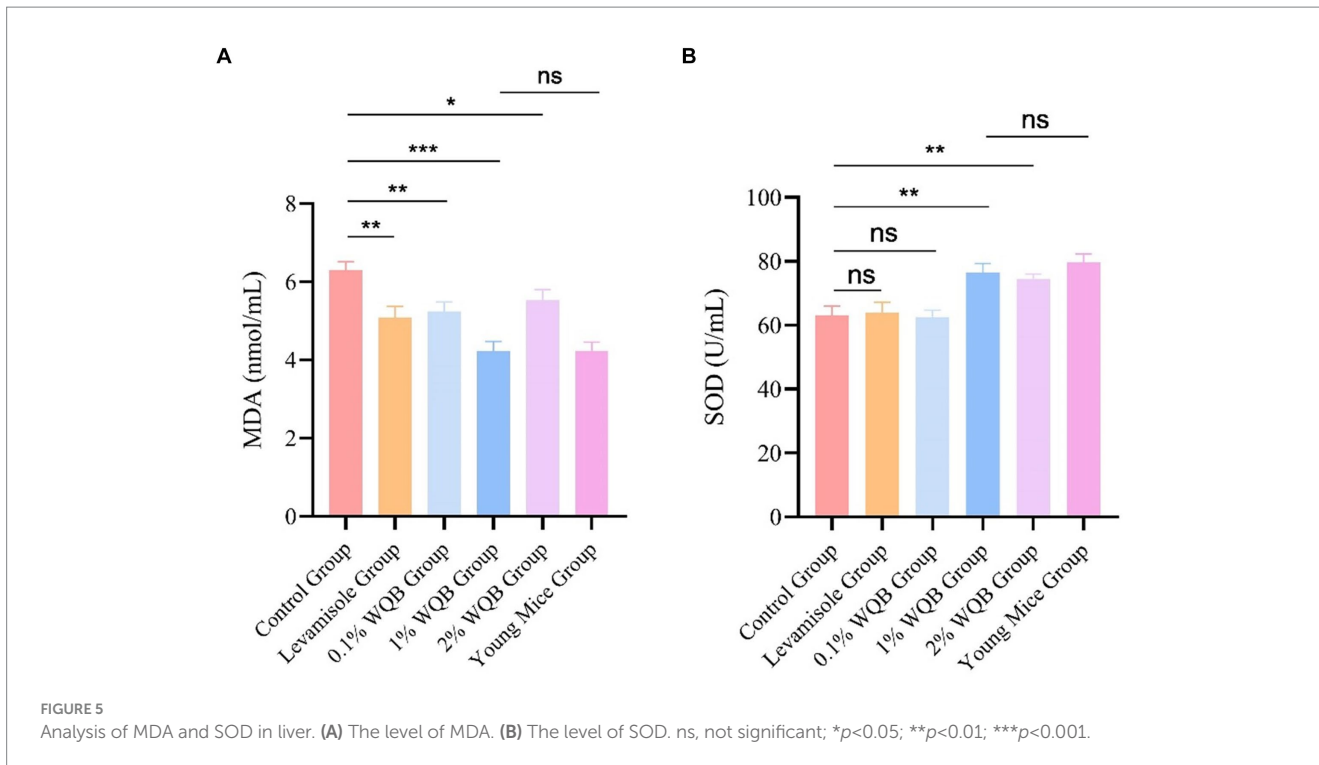 A
ns
*
***
**
**
8
6
4
2
0
MDA (nmol/mL)
Control Group
Levamisole Group
0.1% WQB Group
1% WQB Group
2% WQB Group
Young Mice Group
B
ns
**
**
ns
ns
100
80
60
40
20
0
SOD (U/mL)
Control Group
Levamisole Group
0.1% WQB Group
1% WQB Group
2% WQB Group
Young Mice Group
FIGURE 5
Analysis of MDA and SOD in liver. (A) The level of MDA. (B) The level of SOD. ns, not significant; *p<0.05; **p<0.01; ***p<0.001.